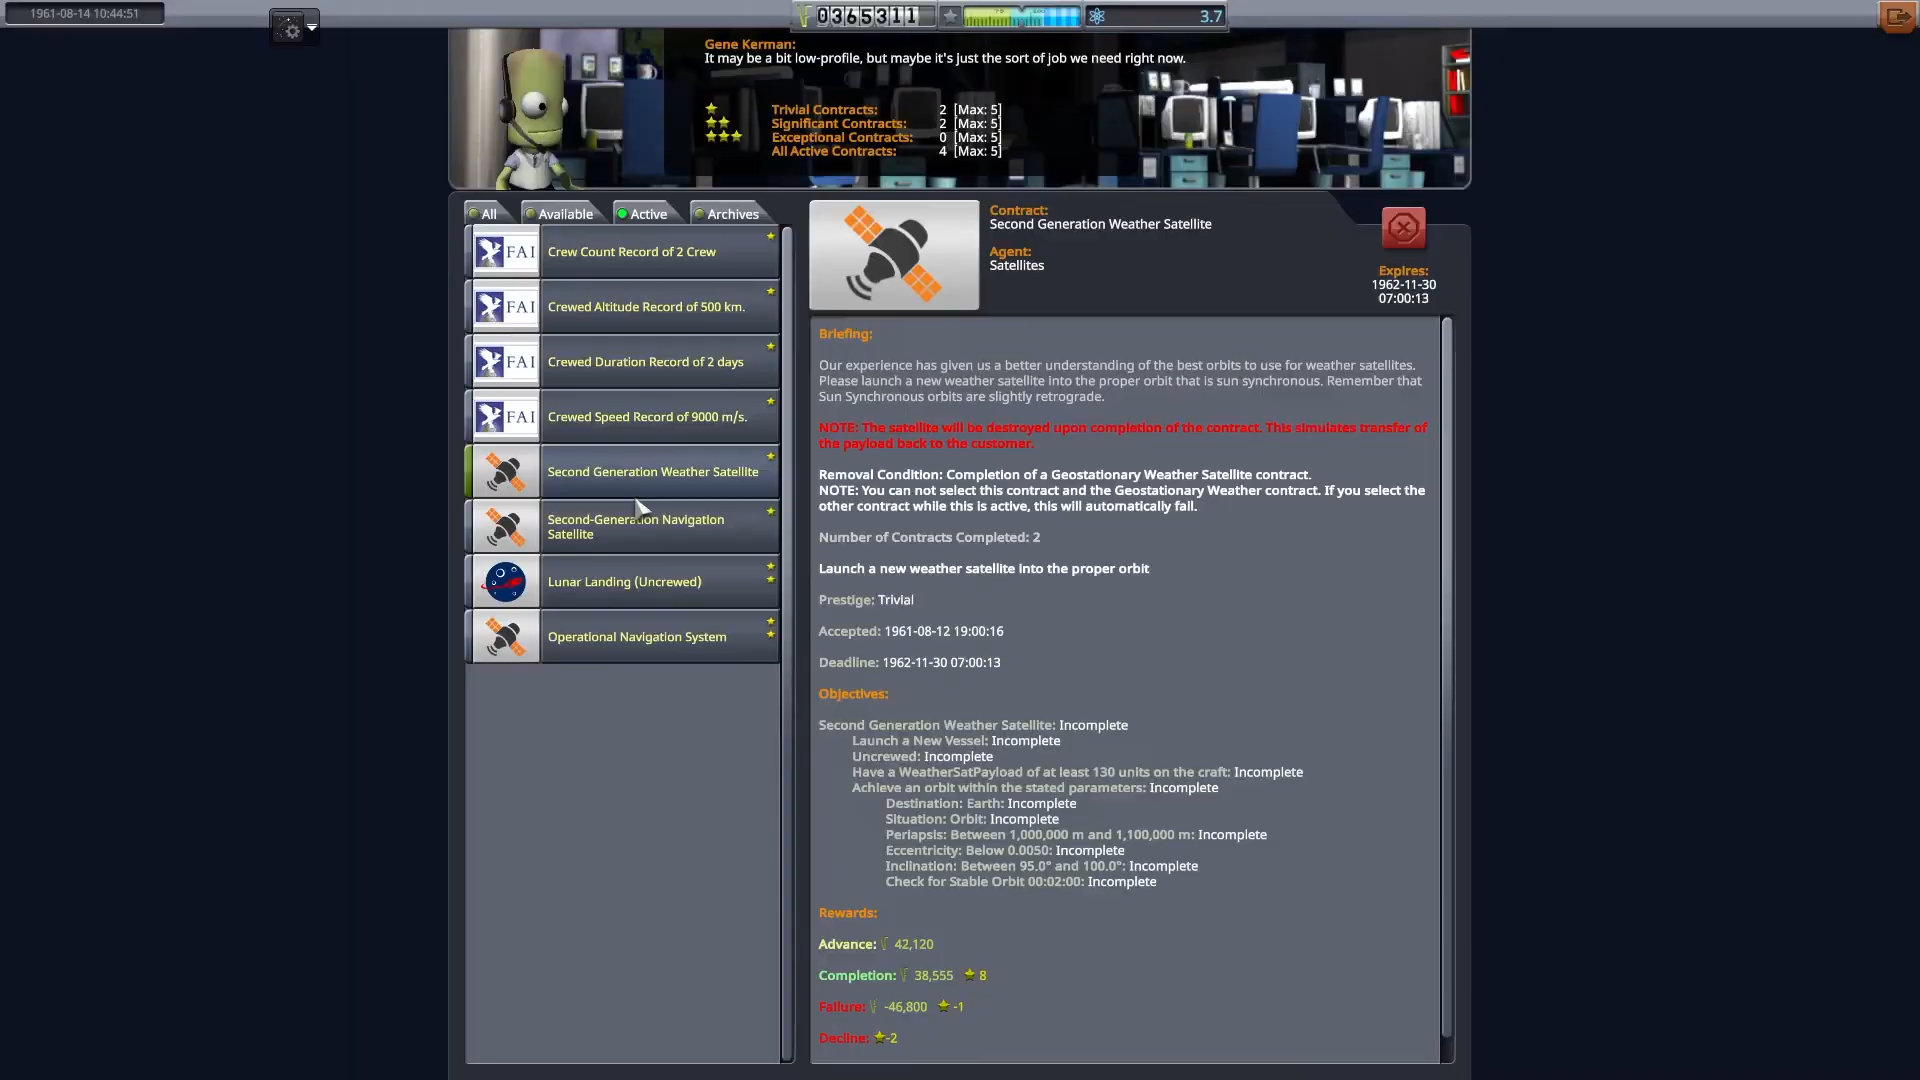 1961-08-14 10:44:51
0365311
3.7
Gene Kerman:
It may be a bit low-profile, but maybe it's just the sort of job we need right now.
Trivial Contracts: 2 [Max: 5]
Significant Contracts: 2 [Max: 5]
Exceptional Contracts: 0 [Max: 5]
All Active Contracts: 4 [Max: 5]
All
Available
Active
Archives
FAI
Crew Count Record of 2 Crew
FAI
Crewed Altitude Record of 500 km.
FAI
Crewed Duration Record of 2 days
FAI
Crewed Speed Record of 9000 m/s.
Second Generation Weather Satellite
Second-Generation Navigation
Satellite
Lunar Landing (Uncrewed)
Operational Navigation System
Contract:
Second Generation Weather Satellite
Agent:
Satellites
Expires:
1962-11-30
07:00:13
Briefing:
Our experience has given us a better understanding of the best orbits to use for weather satellites.
Please launch a new weather satellite into the proper orbit that is sun synchronous. Remember that
Sun Synchronous orbits are slightly retrograde.
NOTE: The satellite will be destroyed upon completion of the contract. This simulates transfer of
the payload back to the customer.
Removal Condition: Completion of a Geostationary Weather Satellite contract.
NOTE: You can not select this contract and the Geostationary Weather contract. If you select the
other contract while this is active, this will automatically fail.
Number of Contracts Completed: 2
Launch a new weather satellite into the proper orbit
Prestige: Trivial
Accepted: 1961-08-12 19:00:16
Deadline: 1962-11-30 07:00:13
Objectives:
Second Generation Weather Satellite: Incomplete
Launch a New Vessel: Incomplete
Uncrewed: Incomplete
Have a WeatherSatPayload of at least 130 units on the craft: Incomplete
Achieve an orbit within the stated parameters: Incomplete
Destination: Earth: Incomplete
Situation: Orbit: Incomplete
Periapsis: Between 1,000,000 m and 1,100,000 m: Incomplete
Eccentricity: Below 0.0050: Incomplete
Inclination: Between 95.0° and 100.0°: Incomplete
Check for Stable Orbit 00:02:00: Incomplete
Rewards:
Advance: 42,120
Completion: 38,555 8
Failure: -46,800 -1
Decline: -2